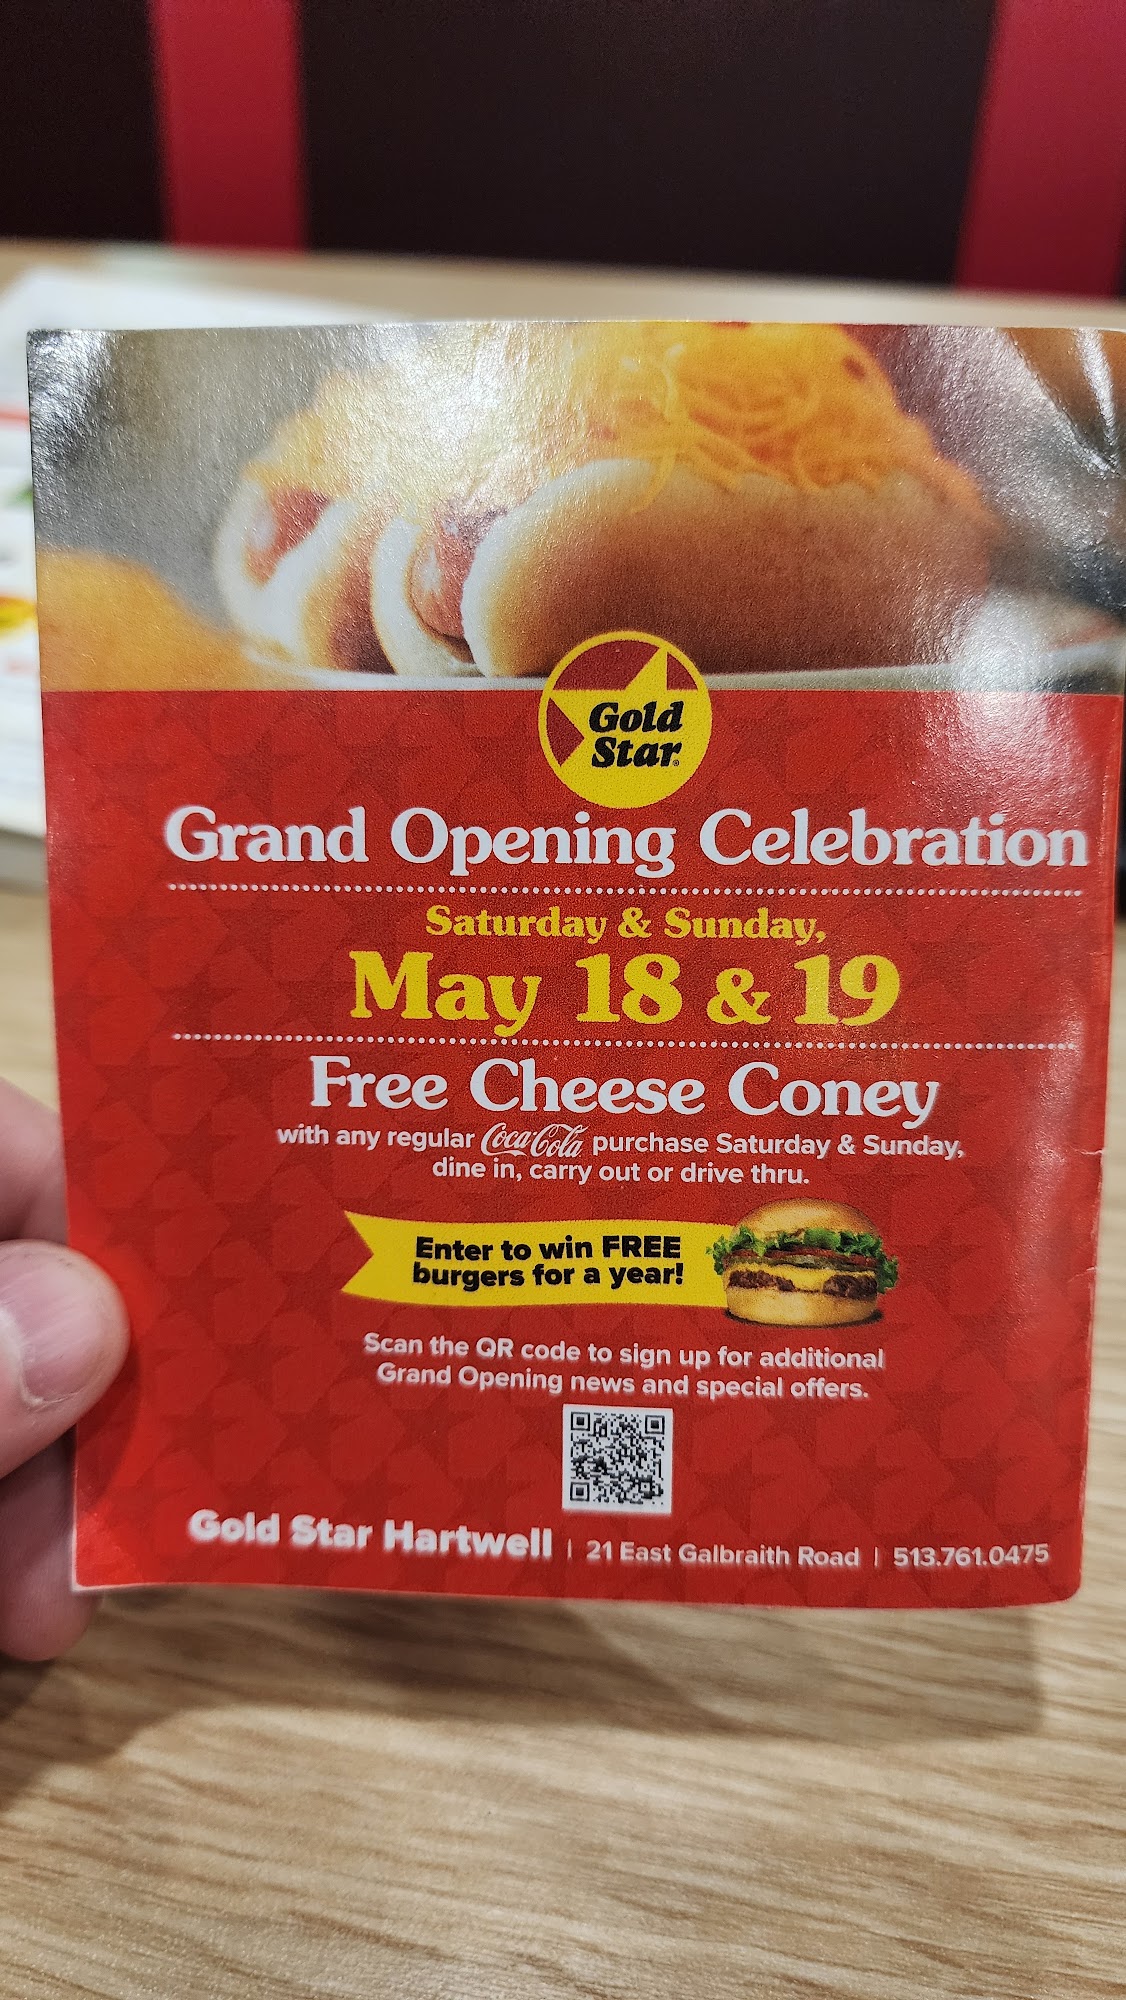 Gold
Star®
Grand Opening Celebration
Saturday & Sunday,
May 18 & 19
Free Cheese Coney
with any regular Coca-Cola purchase Saturday & Sunday,
dine in, carry out or drive thru.
Enter to win FREE
burgers for a year!
Scan the QR code to sign up for additional
Grand Opening news and special offers.
Gold Star Hartwell | 21 East Galbraith Road | 513.761.0475